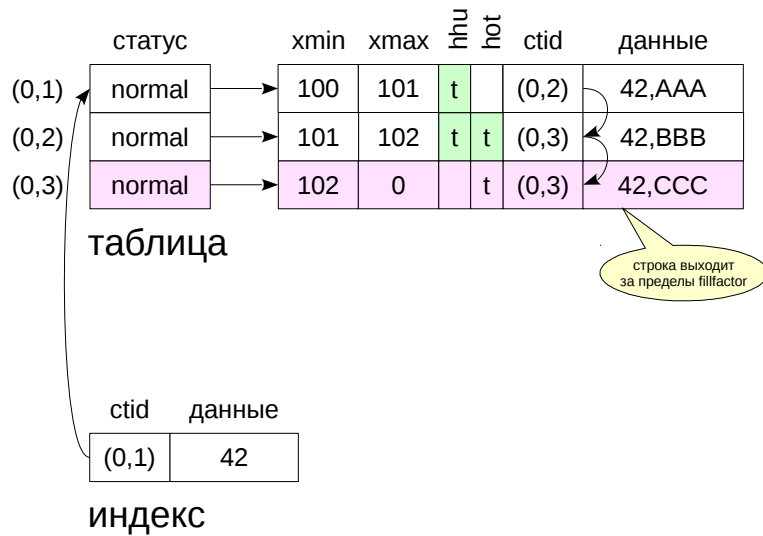 статус xmin xmax hhu hot ctid данные
(0,1) normal 100 101 t (0,2) 42,AAA
(0,2) normal 101 102 t t (0,3) 42,BBB
(0,3) normal 102 0 t (0,3) 42,CCC
таблица
строка выходит
за пределы fillfactor
ctid данные
(0,1) 42
индекс